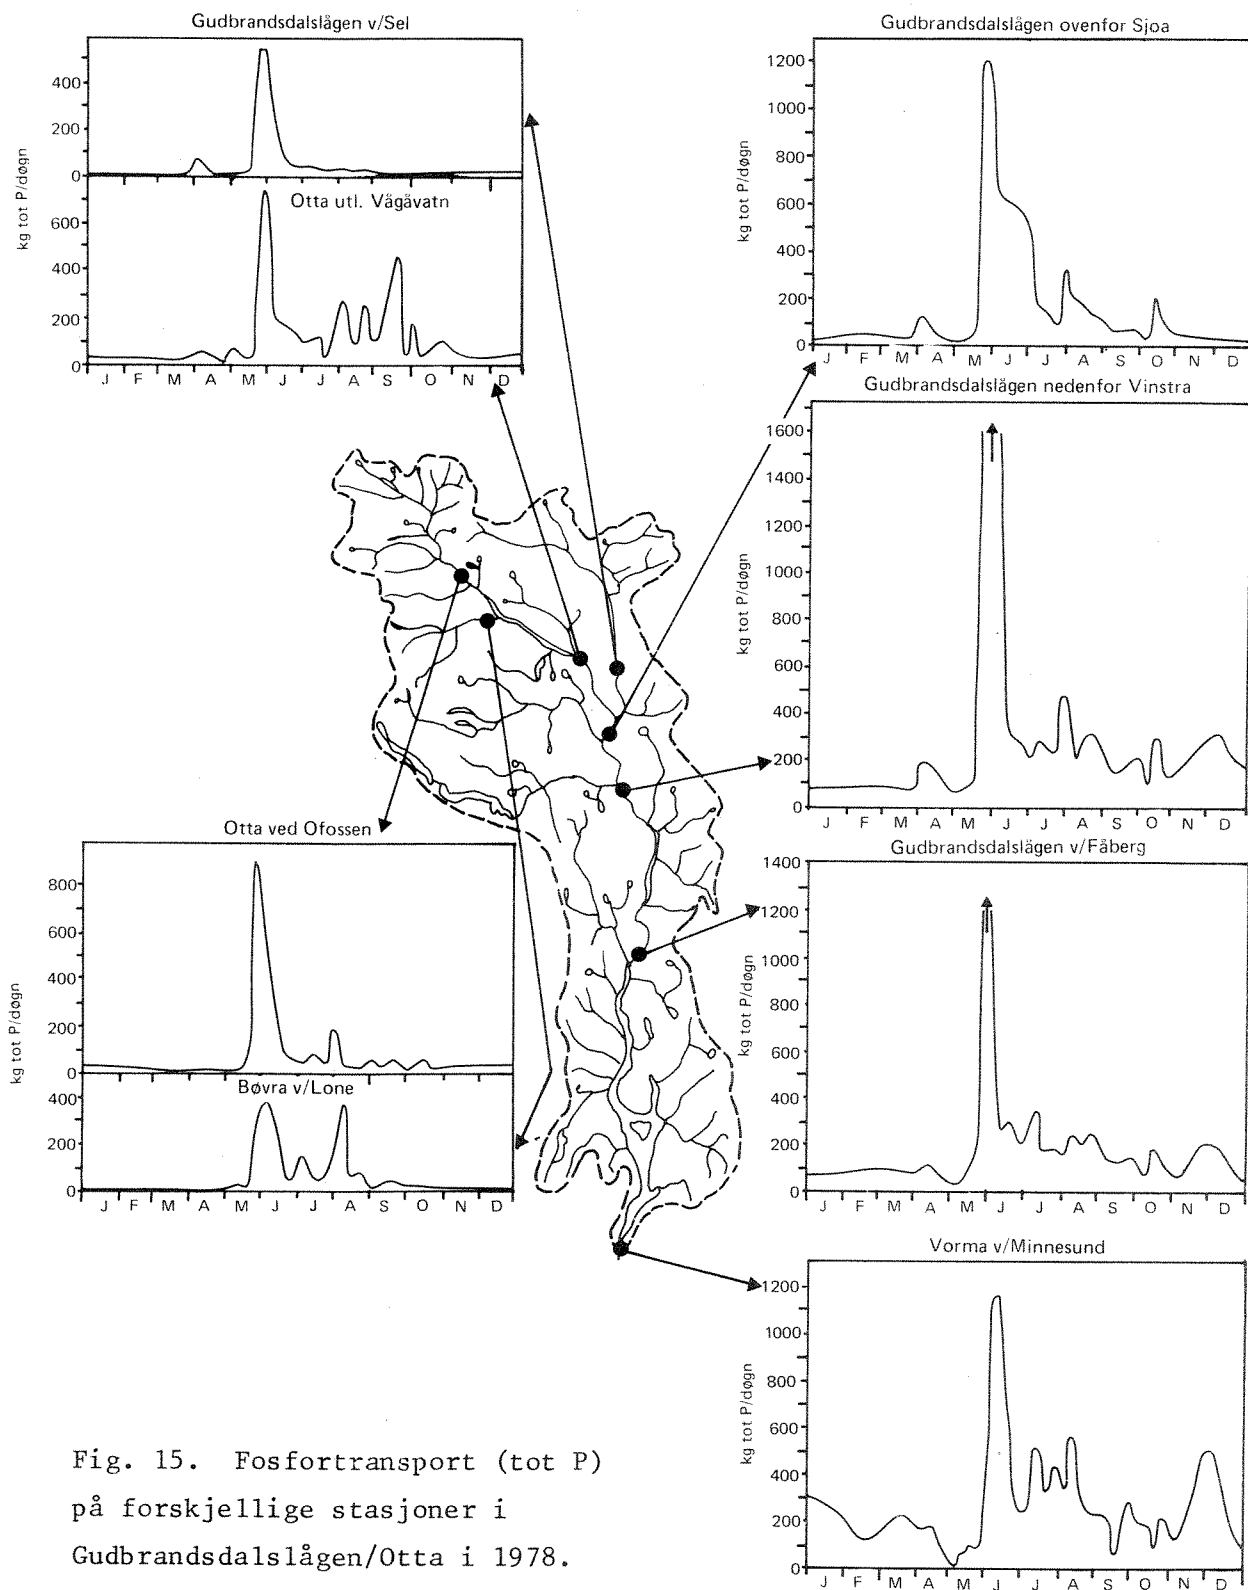 Gudbrandsdalslågen v/Sel
kg tot P/døgn
400
200
0
Otta utl. Vågåvatn
600
400
200
0
J F M A M J J A S O N D
Gudbrandsdalslågen ovenfor Sjoa
kg tot P/døgn
1200
1000
800
600
400
200
0
J F M A M J J A S O N D
Gudbrandsdalslågen nedenfor Vinstra
kg tot P/døgn
1600
1400
1200
1000
800
600
400
200
0
J F M A M J J A S O N D
Otta ved Ofossen
kg tot P/døgn
800
600
400
200
0
Bøvra v/Lone
400
200
0
J F M A M J J A S O N D
Gudbrandsdalslågen v/Fåberg
kg tot P/døgn
1400
1200
1000
800
600
400
200
0
J F M A M J J A S O N D
Vorma v/Minnesund
kg tot P/døgn
1200
1000
800
600
400
200
0
J F M A M J J A S O N D
Fig. 15. Fosfortransport (tot P)
på forskjellige stasjoner i
Gudbrandsdalslågen/Otta i 1978.